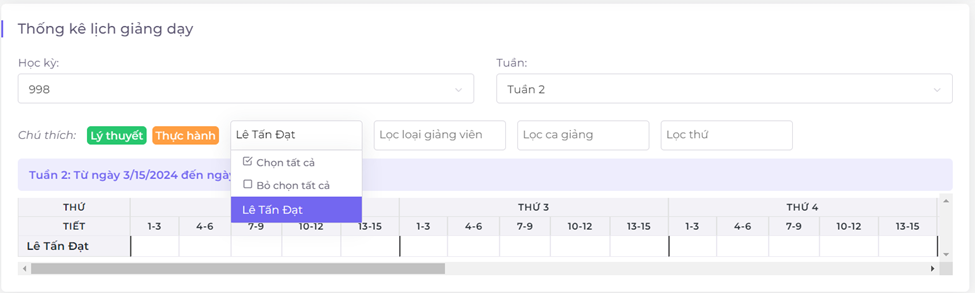 Thống kê lịch giảng dạy
Học kỳ: Tuần:
998 Tuần 2
Chú thích: Lý thuyết Thực hành Lê Tấn Đạt Lọc loại giảng viên Lọc ca giảng Lọc thứ
Chọn tất cả
Bỏ chọn tất cả
Lê Tấn Đạt
Tuần 2: Từ ngày 3/15/2024 đến ngày
THỨ THỨ 3 THỨ 4
TIẾT 1-3 4-6 7-9 10-12 13-15 1-3 4-6 7-9 10-12 13-15 1-3 4-6 7-9 10-12 13-15
Lê Tấn Đạt